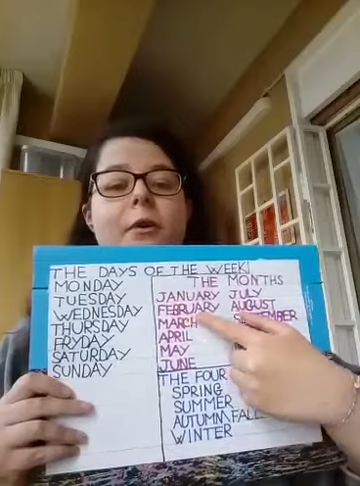 THE DAYS OF THE WEEK
MONDAY
TUESDAY
WEDNESDAY
THURSDAY
FRYDAY
SATURDAY
SUNDAY
THE MONTHS
JANUARY JULY
FEBRUARY AUGUST
MARCH SEPTEMBER
APRIL
MAY
JUNE
THE FOUR
SPRING
SUMMER
AUTUMN FALL
WINTER